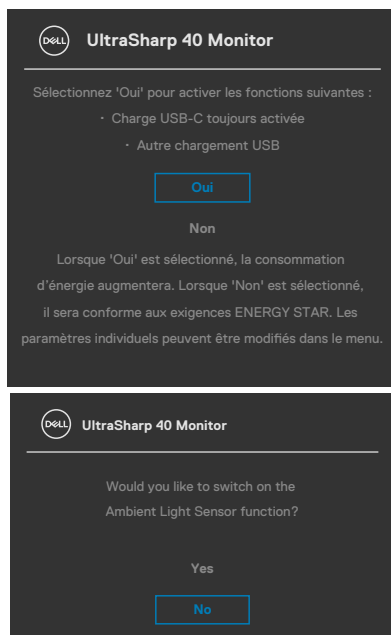 DELL UltraSharp 40 Monitor
Sélectionnez 'Oui' pour activer les fonctions suivantes :
· Charge USB-C toujours activée
· Autre chargement USB
Oui
Non
Lorsque 'Oui' est sélectionné, la consommation
d'énergie augmentera. Lorsque 'Non' est sélectionné,
il sera conforme aux exigences ENERGY STAR. Les
paramètres individuels peuvent être modifiés dans le menu.
DELL UltraSharp 40 Monitor
Would you like to switch on the
Ambient Light Sensor function?
Yes
No